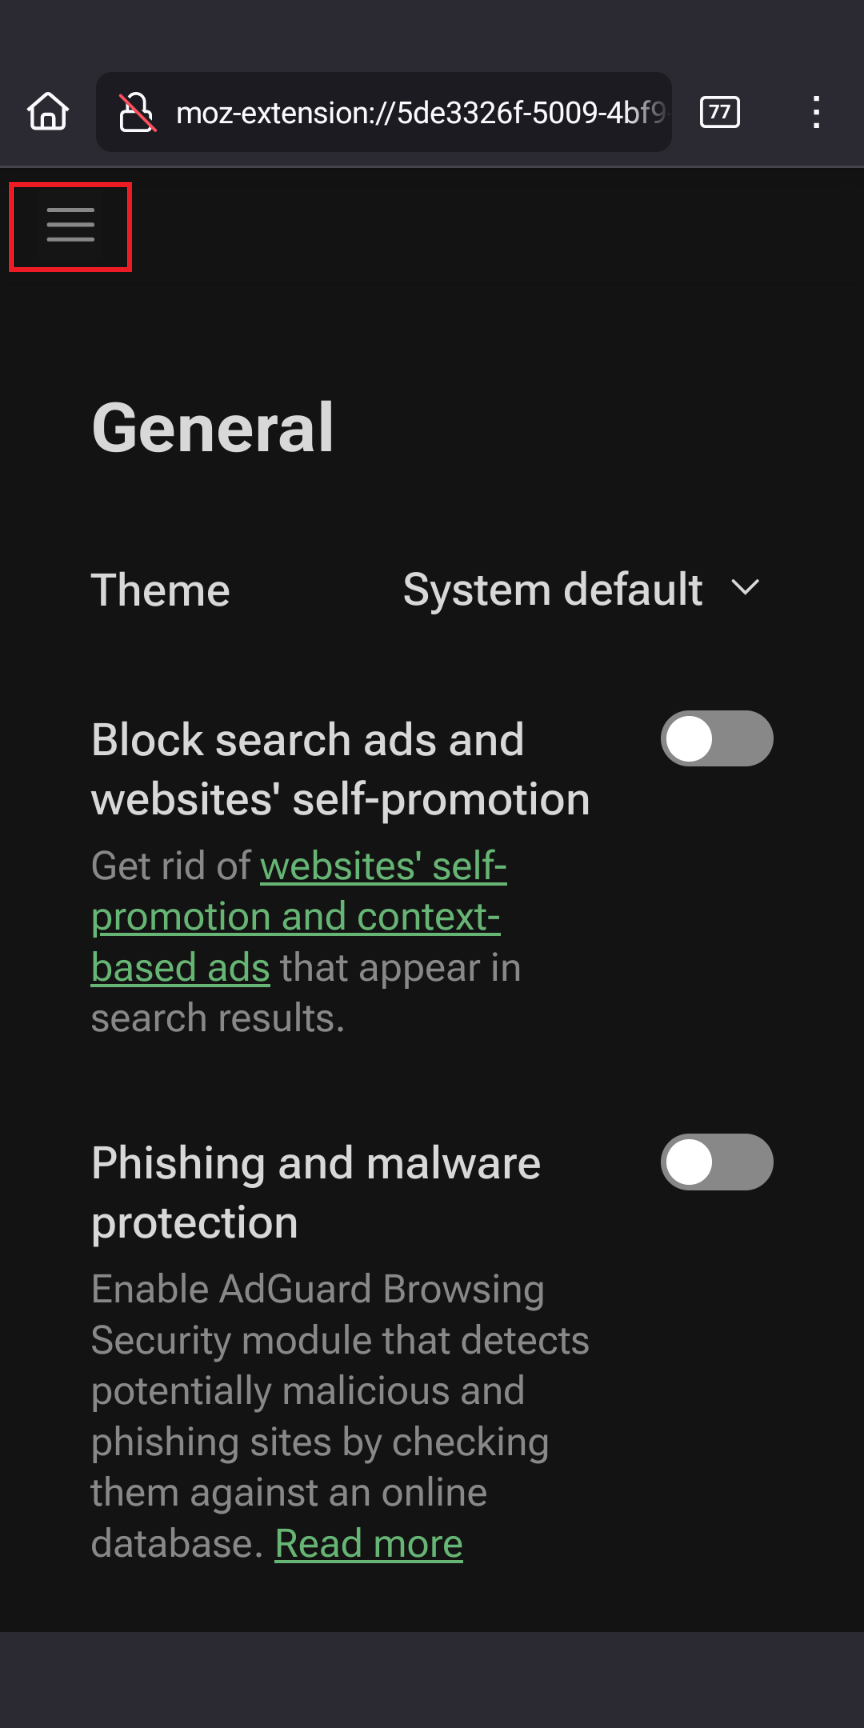 moz-extension://5de3326f-5009-4bf9
77
General
Theme
System default
Block search ads and
websites' self-promotion
Get rid of websites' self-
promotion and context-
based ads that appear in
search results.
Phishing and malware
protection
Enable AdGuard Browsing
Security module that detects
potentially malicious and
phishing sites by checking
them against an online
database. Read more